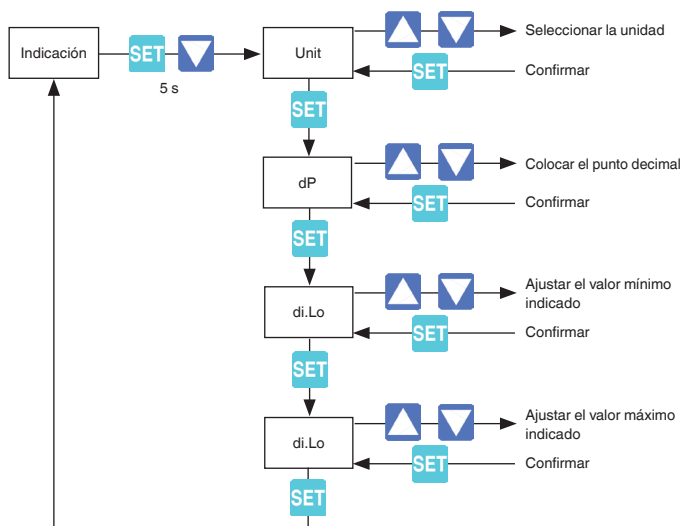 Indicación
SET
5 s
Unit
Seleccionar la unidad
SET
Confirmar
SET
dP
Colocar el punto decimal
SET
Confirmar
SET
di.Lo
Ajustar el valor mínimo
indicado
SET
Confirmar
SET
di.Lo
Ajustar el valor máximo
indicado
SET
Confirmar
SET